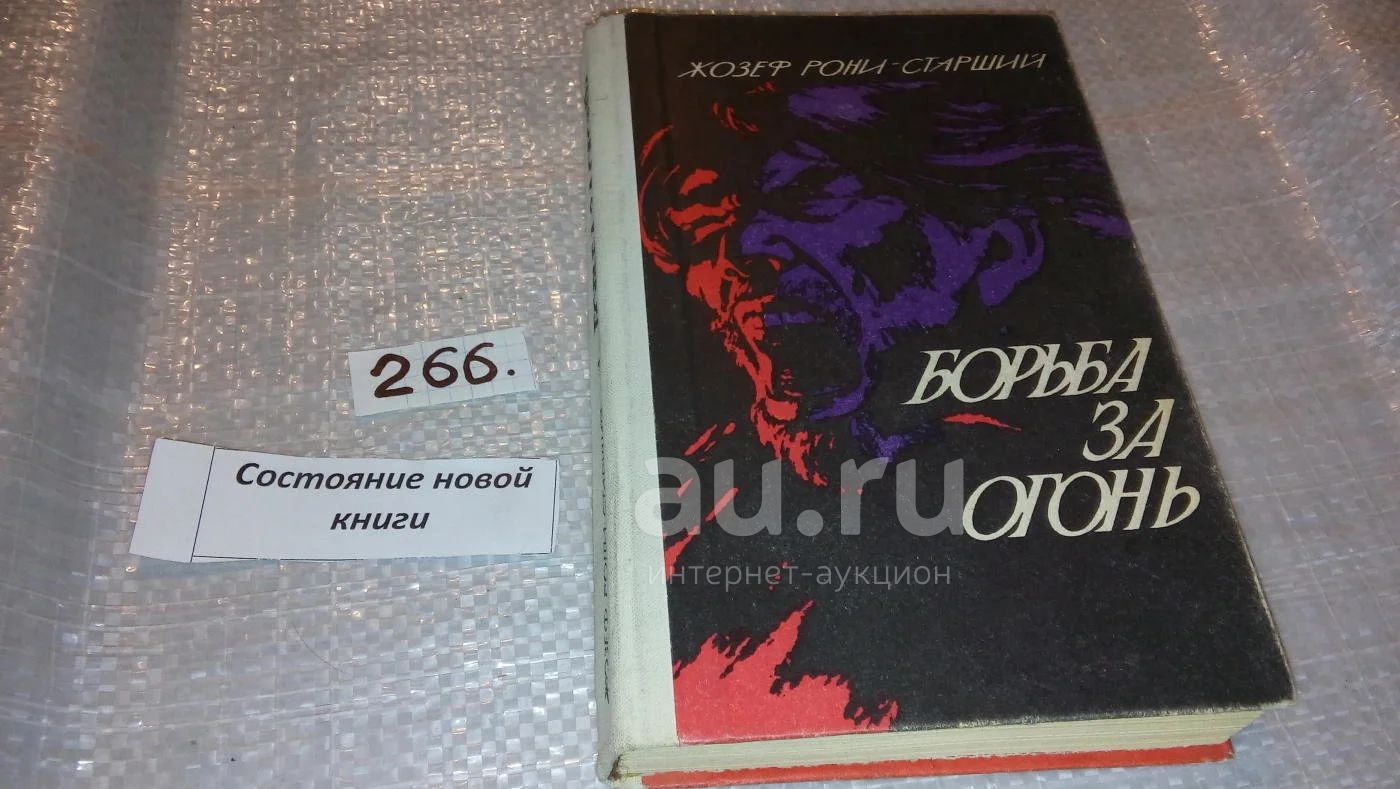 ЖОЗЕФ РОНИ-СТАРШИЙ
БОРЬБА
ЗА
ОГОНЬ
266.
Состояние новой
книги
au.ru
интернет-аукцион